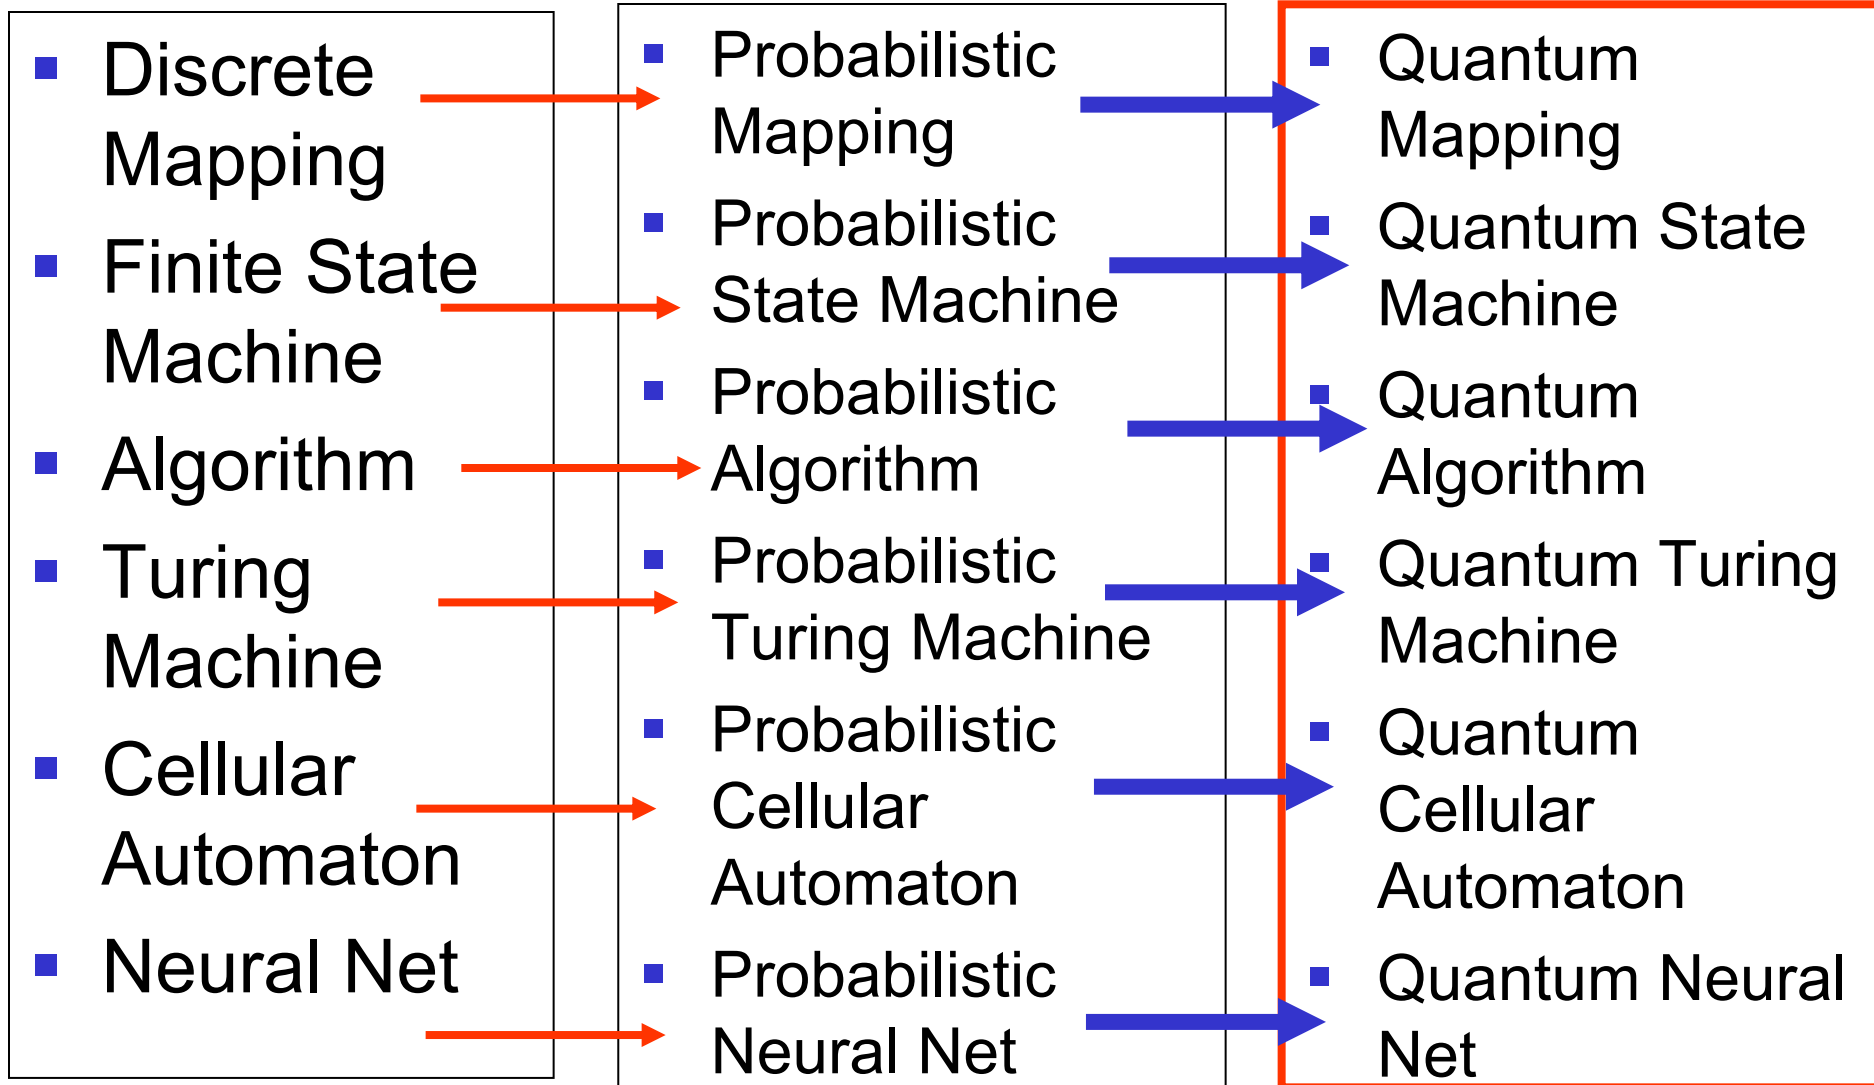 Discrete
Mapping
Finite State
Machine
Algorithm
Turing
Machine
Cellular
Automaton
Neural Net
Probabilistic
Mapping
Probabilistic
State Machine
Probabilistic
Algorithm
Probabilistic
Turing Machine
Probabilistic
Cellular
Automaton
Probabilistic
Neural Net
Quantum
Mapping
Quantum State
Machine
Quantum
Algorithm
Quantum Turing
Machine
Quantum
Cellular
Automaton
Quantum Neural
Net